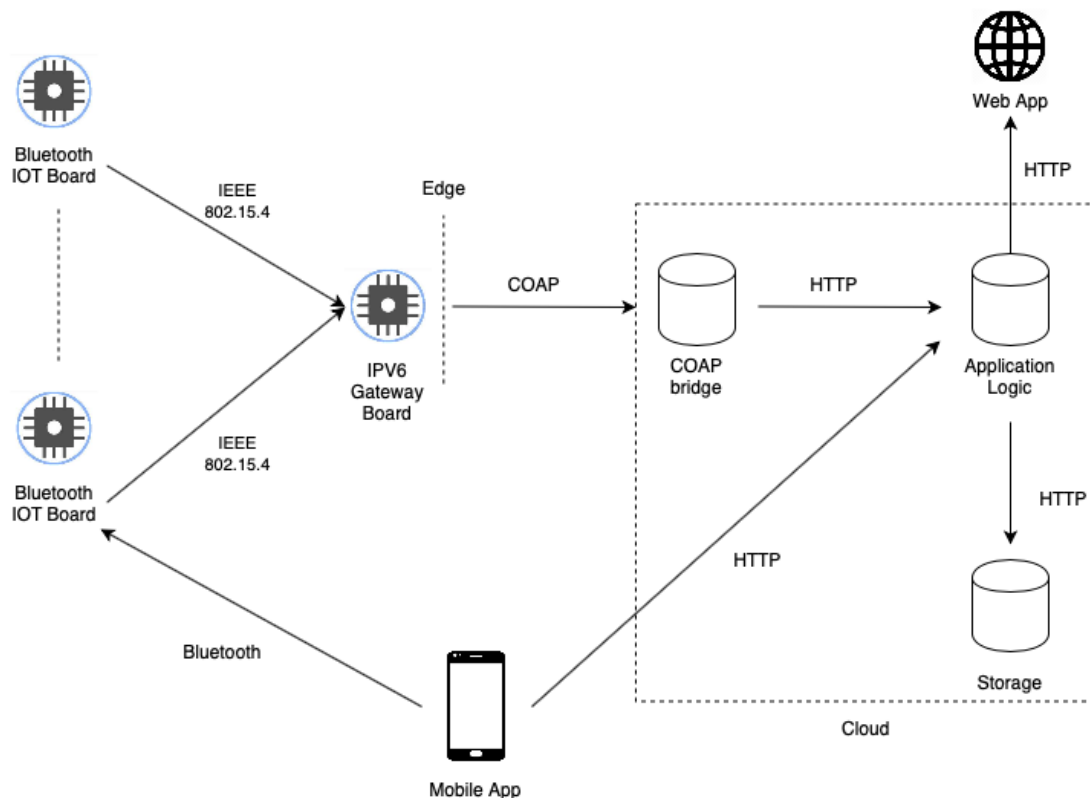 Web App
Bluetooth
IOT Board
IEEE
802.15.4
Edge
HTTP
COAP
HTTP
IPV6
Gateway
Board
COAP
bridge
Application
Logic
IEEE
802.15.4
Bluetooth
IOT Board
HTTP
HTTP
Bluetooth
Storage
Cloud
Mobile App